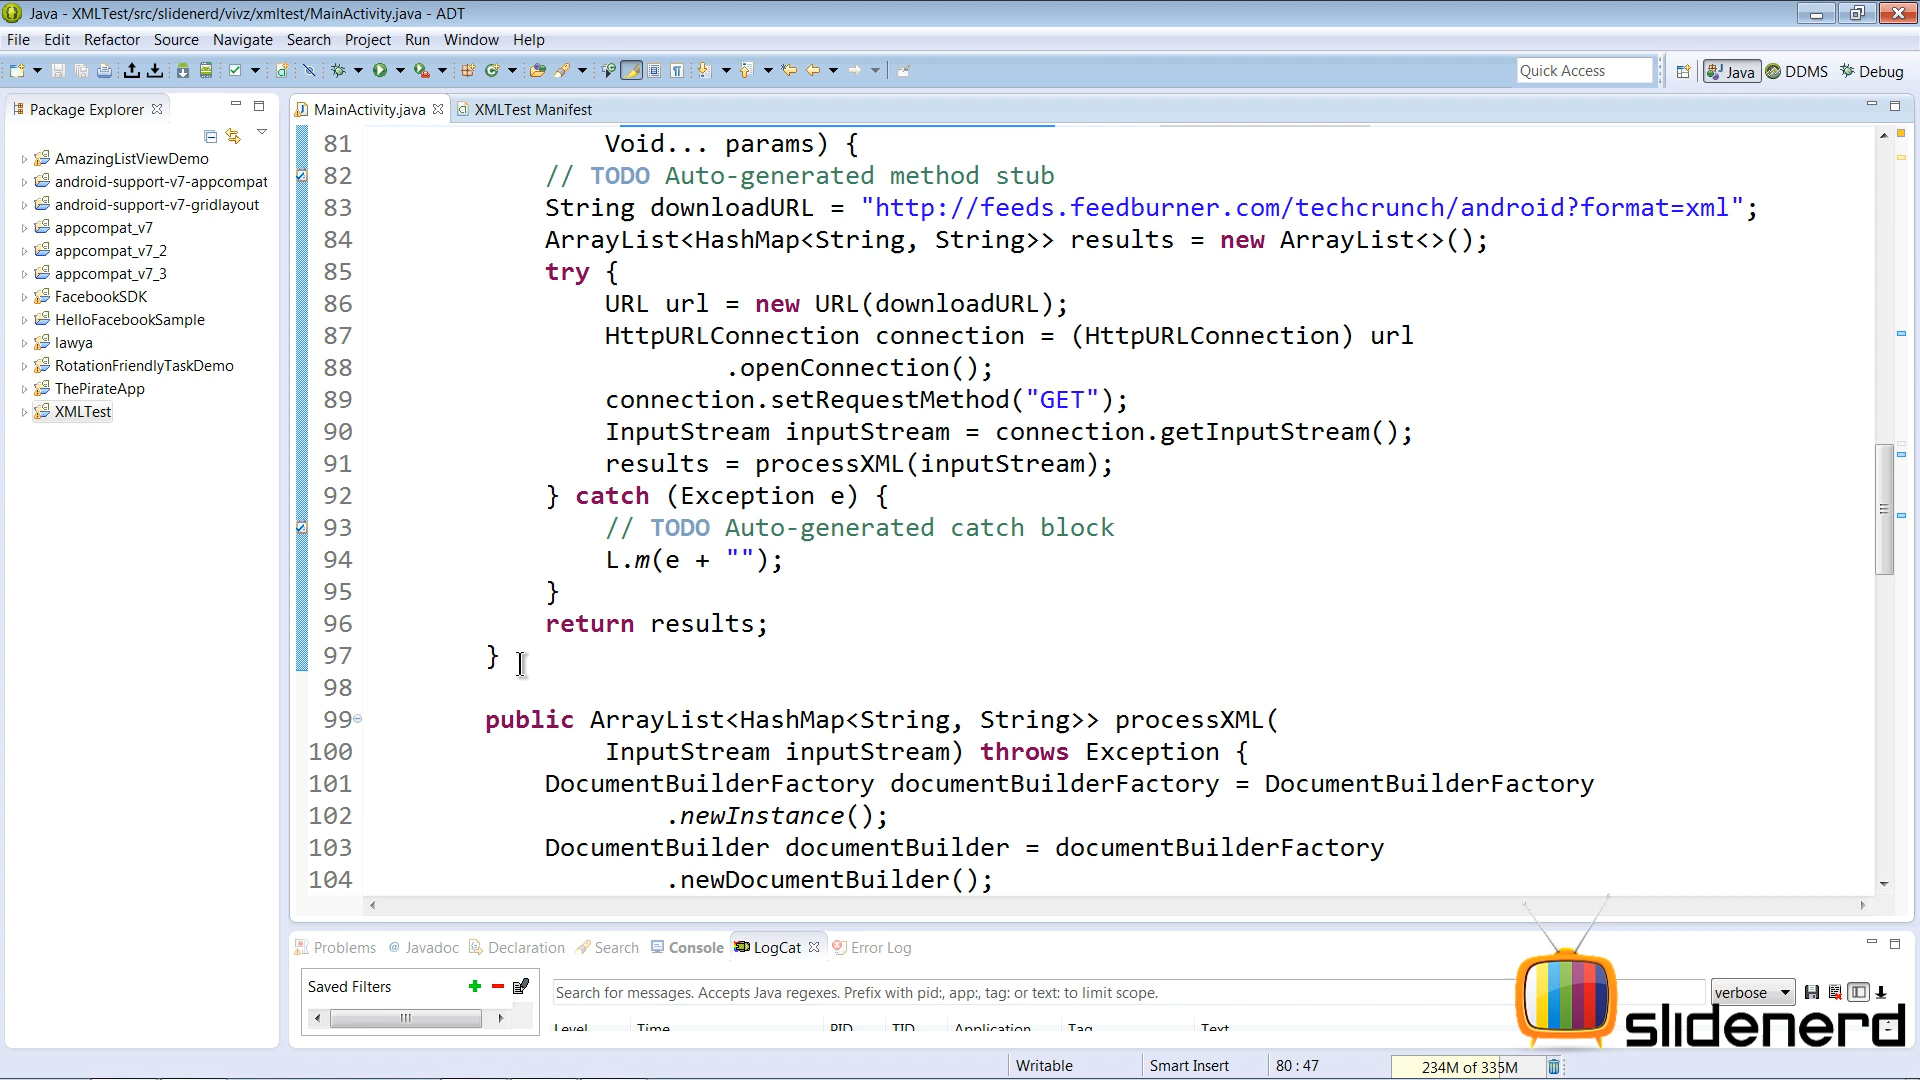 Java - XMLTest/src/slidenerd/vivz/xmltest/MainActivity.java - ADT
File Edit Refactor Source Navigate Search Project Run Window Help
Quick Access
Java DDMS Debug
Package Explorer
AmazingListViewDemo
android-support-v7-appcompat
android-support-v7-gridlayout
appcompat_v7
appcompat_v7_2
appcompat_v7_3
FacebookSDK
HelloFacebookSample
lawya
RotationFriendlyTaskDemo
ThePirateApp
XMLTest
MainActivity.java XMLTest Manifest
81 Void... params) {
82 // TODO Auto-generated method stub
83 String downloadURL = "http://feeds.feedburner.com/techcrunch/android?format=xml";
84 ArrayList<HashMap<String, String>> results = new ArrayList<>();
85 try {
86 URL url = new URL(downloadURL);
87 HttpURLConnection connection = (HttpURLConnection) url
88 .openConnection();
89 connection.setRequestMethod("GET");
90 InputStream inputStream = connection.getInputStream();
91 results = processXML(inputStream);
92 } catch (Exception e) {
93 // TODO Auto-generated catch block
94 L.m(e + "");
95 }
96 return results;
97 }
98
99 public ArrayList<HashMap<String, String>> processXML(
100 InputStream inputStream) throws Exception {
101 DocumentBuilderFactory documentBuilderFactory = DocumentBuilderFactory
102 .newInstance();
103 DocumentBuilder documentBuilder = documentBuilderFactory
104 .newDocumentBuilder();
Problems Javadoc Declaration Search Console LogCat Error Log
Saved Filters
Search for messages. Accepts Java regexes. Prefix with pid:, app:, tag: or text: to limit scope.
verbose
Level Time PID TID Application Tag Text
slidenerd
Writable Smart Insert 80 : 47 234M of 335M